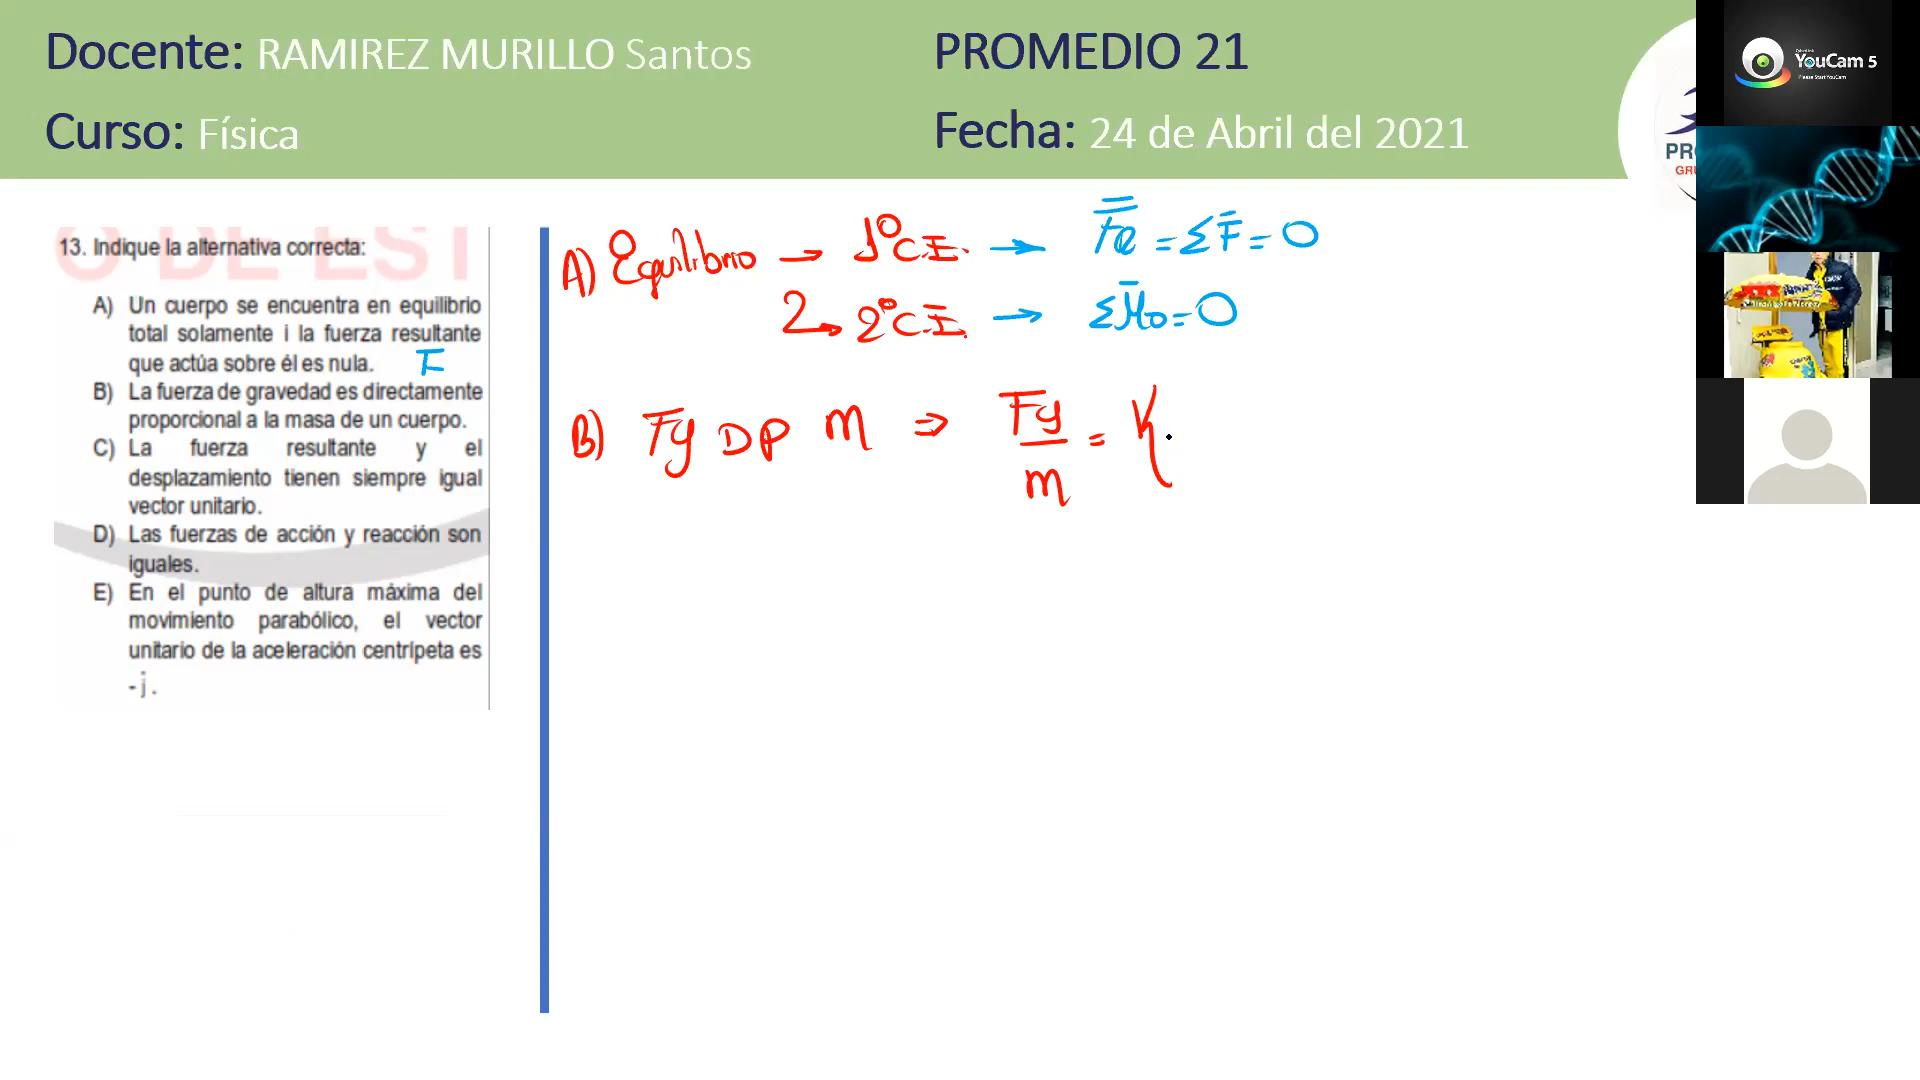 Docente: RAMIREZ MURILLO Santos
PROMEDIO 21
Curso: Física
Fecha: 24 de Abril del 2021
YouCam 5
Please Start YouCam
13. Indique la alternativa correcta:
A) Un cuerpo se encuentra en equilibrio
total solamente i la fuerza resultante
que actúa sobre él es nula. F
B) La fuerza de gravedad es directamente
proporcional a la masa de un cuerpo.
C) La fuerza resultante y el
desplazamiento tienen siempre igual
vector unitario.
D) Las fuerzas de acción y reacción son
iguales.
E) En el punto de altura máxima del
movimiento parabólico, el vector
unitario de la aceleración centrípeta es
- j .
A) Equilibrio → 1° C.E. → F̄R = ΣF̄ = 0
2° C.E. → ΣM̄o = 0
B) Fg DP m ⇒ Fg/m = K